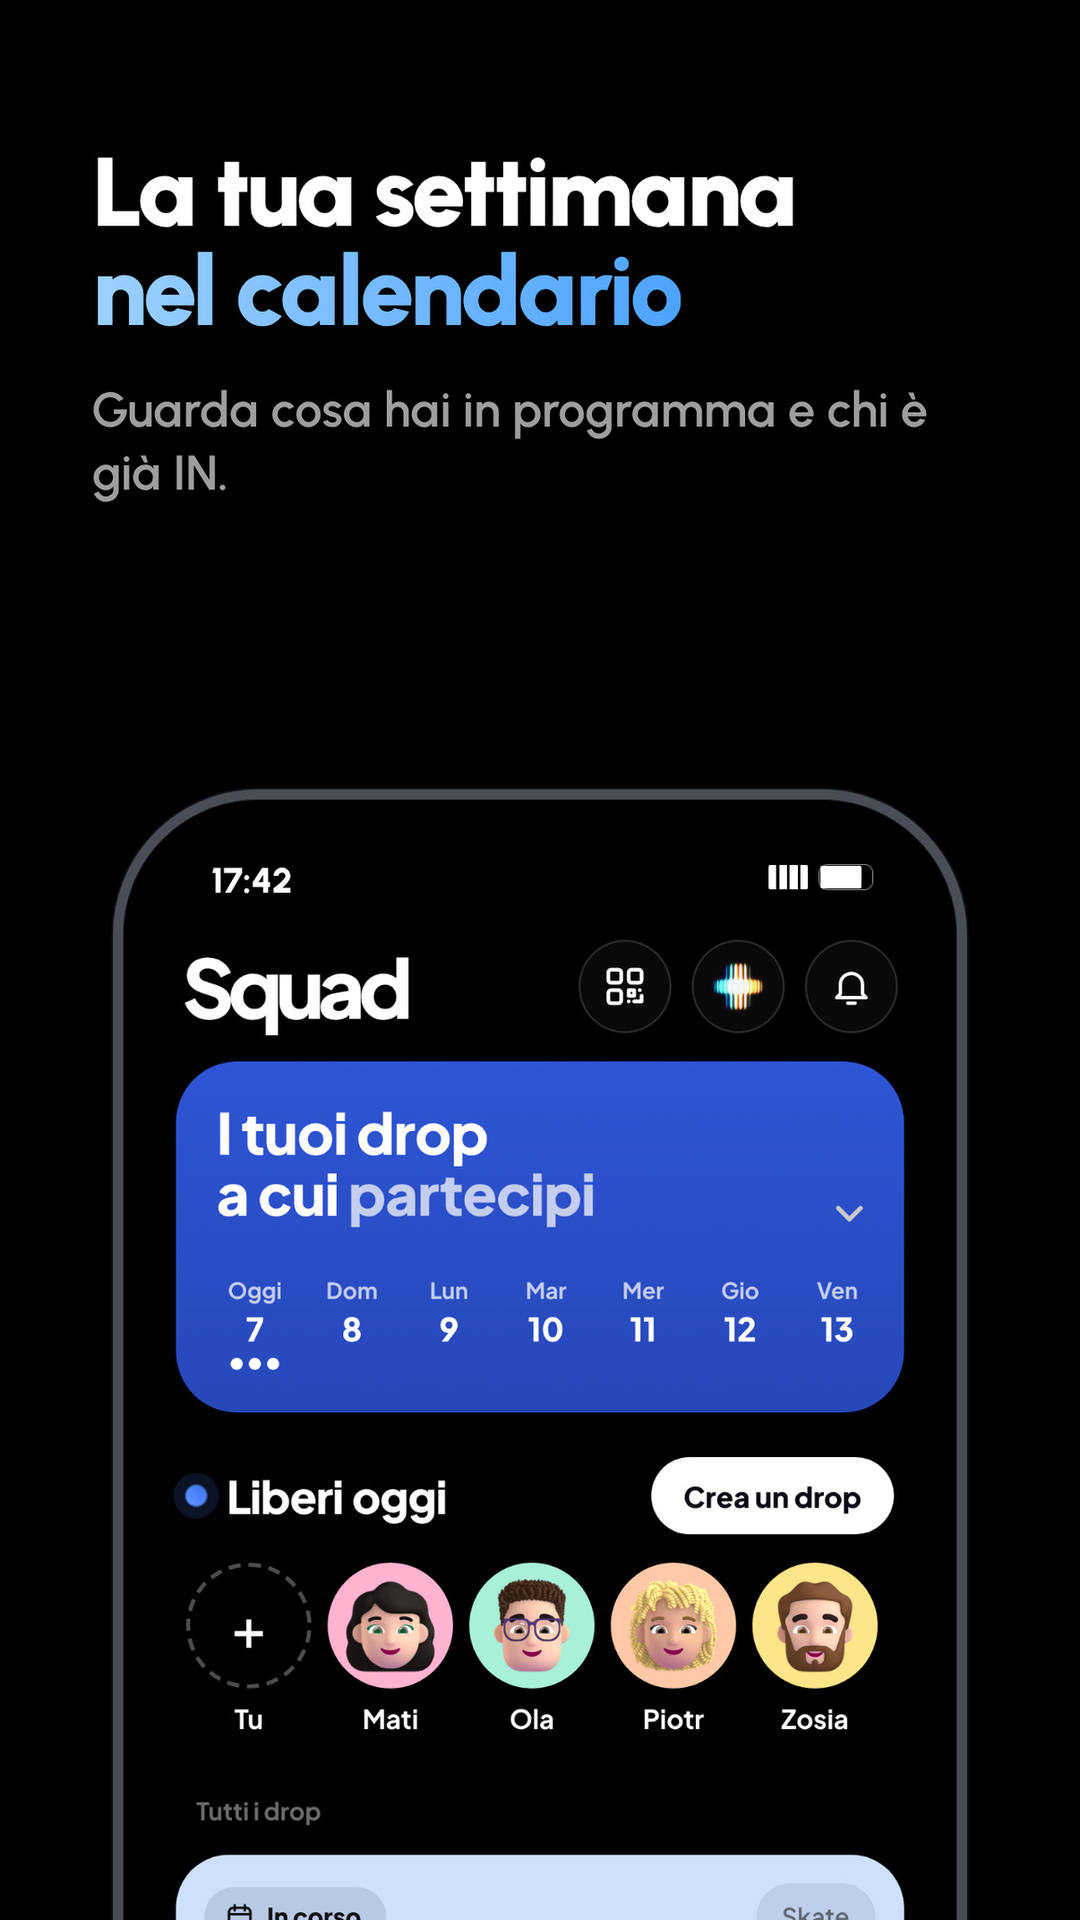 La tua settimana
nel calendario
Guarda cosa hai in programma e chi è
già IN.
17:42
Squad
I tuoi drop
a cui partecipi
Oggi Dom Lun Mar Mer Gio Ven
7 8 9 10 11 12 13
Liberi oggi
Crea un drop
Tu Mati Ola Piotr Zosia
Tutti i drop
In corso
Skate